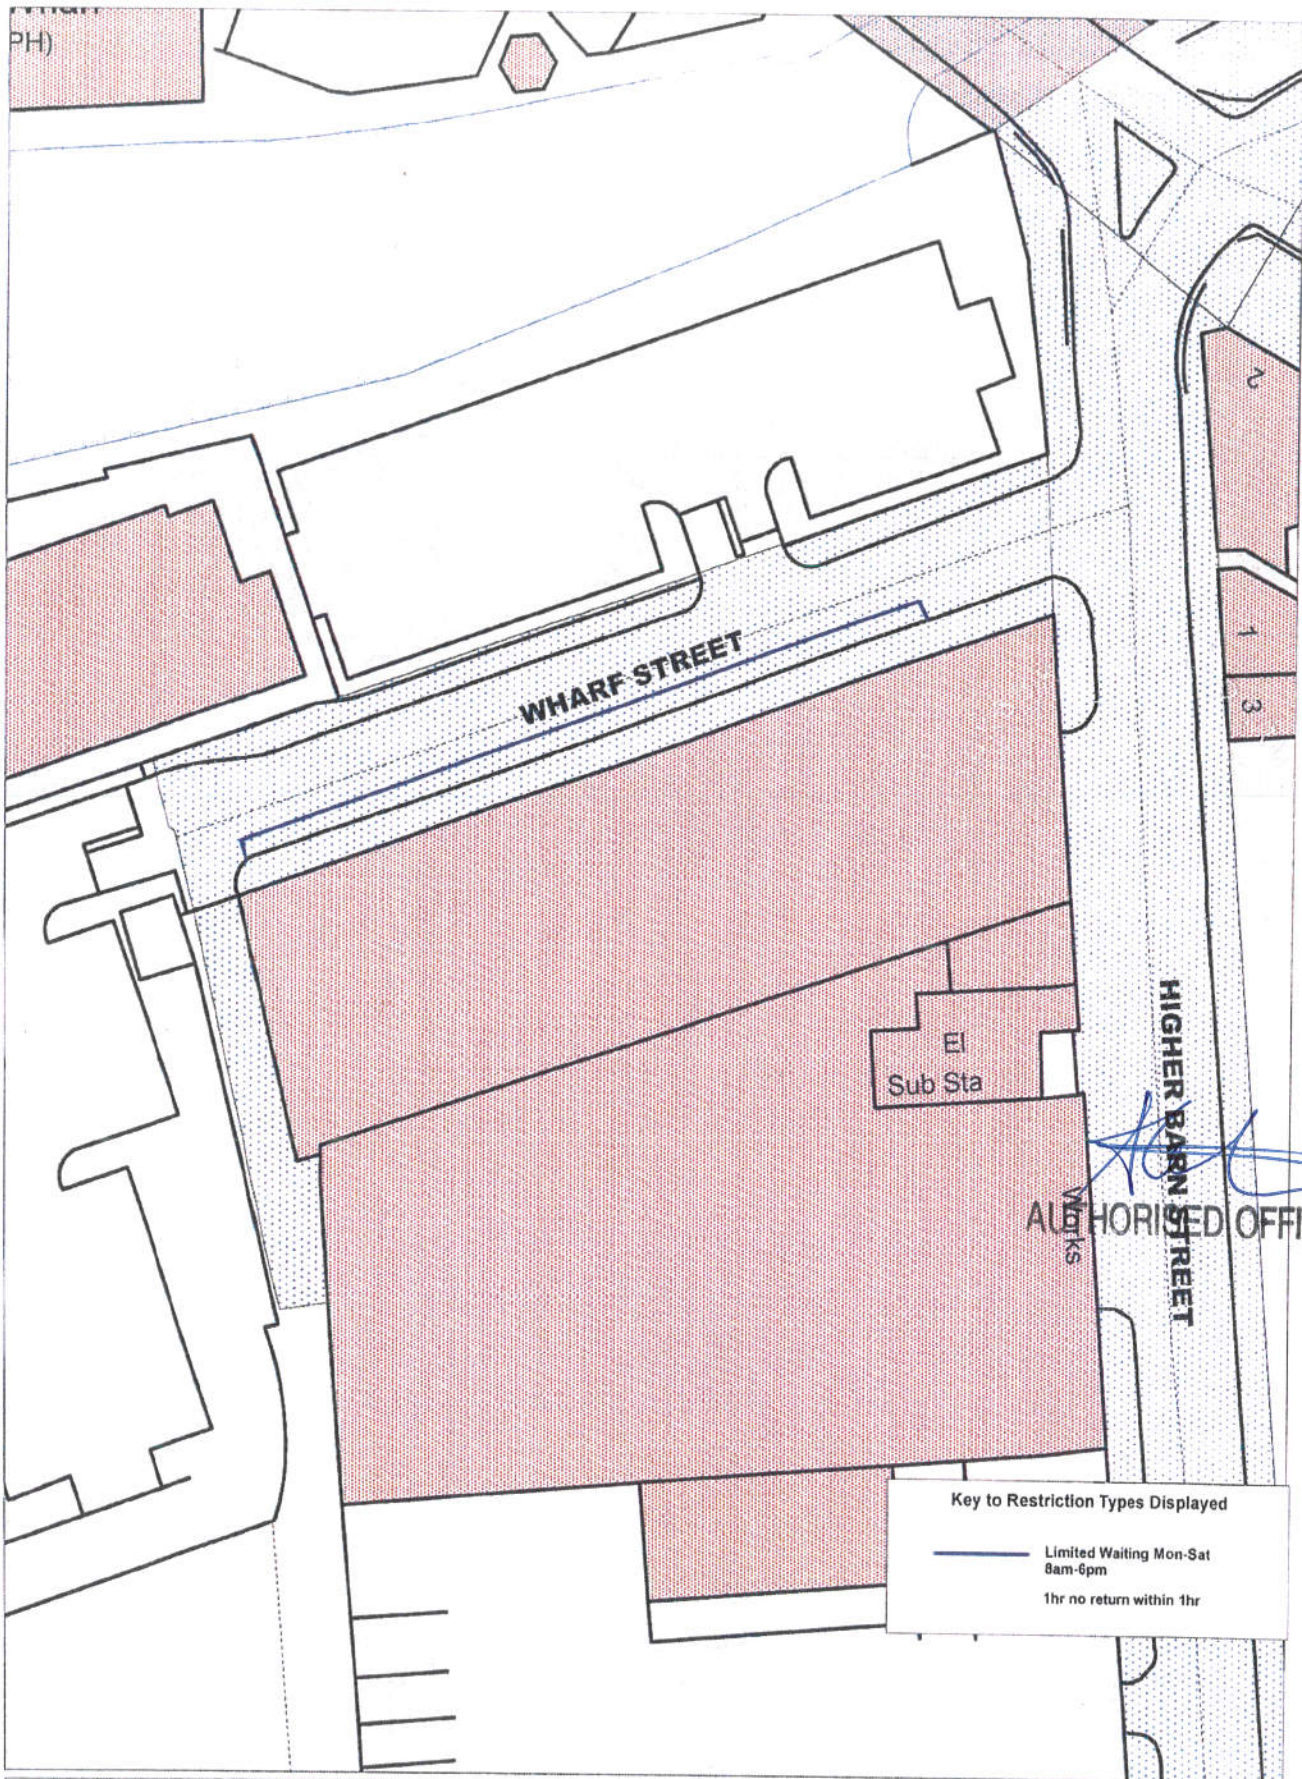 PH)
2
WHARF STREET
1
3
El
Sub Sta
HIGHER BARN STREET
Works
AUTHORISED OFFI
Key to Restriction Types Displayed
Limited Waiting Mon-Sat
8am-6pm
1hr no return within 1hr